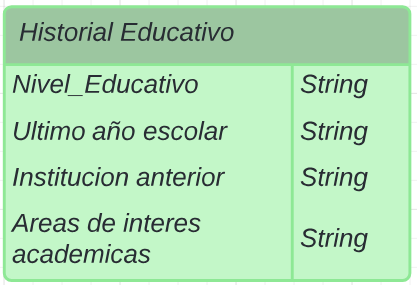 Historial Educativo
Nivel_Educativo String
Ultimo año escolar String
Institucion anterior String
Areas de interes
academicas String